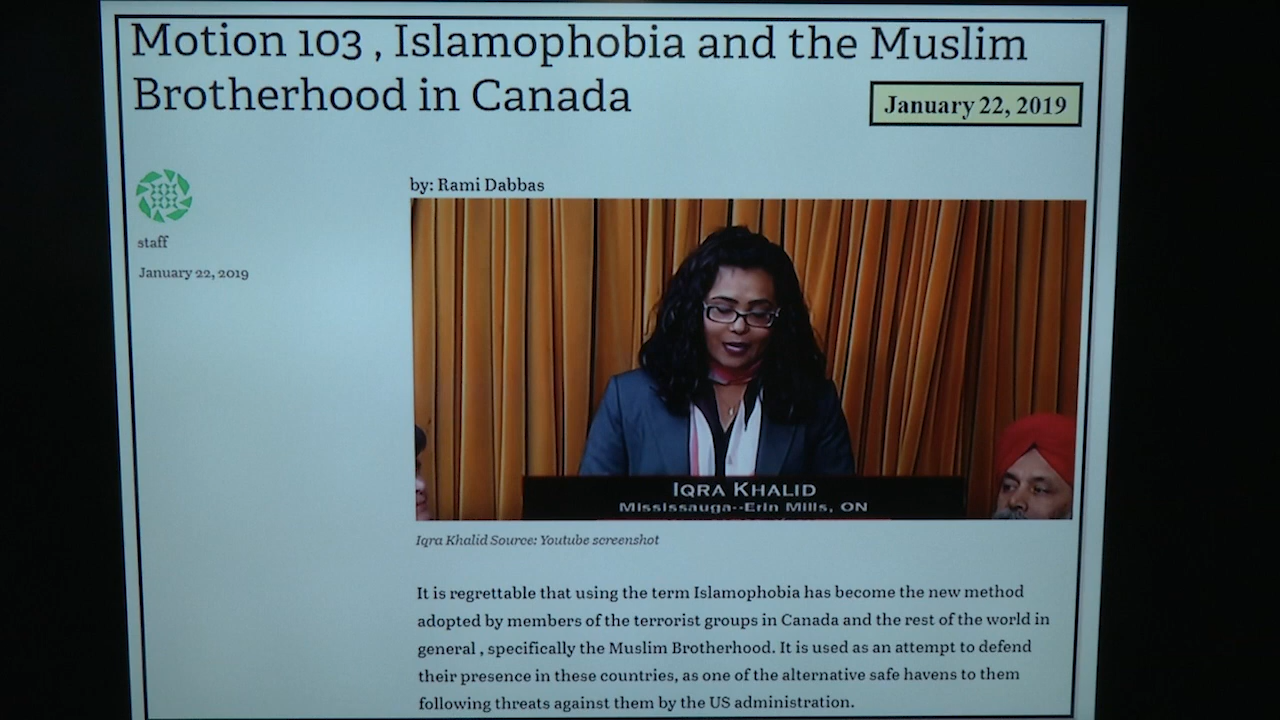 Motion 103 , Islamophobia and the Muslim
Brotherhood in Canada
January 22, 2019
staff
January 22, 2019
by: Rami Dabbas
IQRA KHALID
Mississauga--Erin Mills, ON
Iqra Khalid Source: Youtube screenshot
It is regrettable that using the term Islamophobia has become the new method
adopted by members of the terrorist groups in Canada and the rest of the world in
general , specifically the Muslim Brotherhood. It is used as an attempt to defend
their presence in these countries, as one of the alternative safe havens to them
following threats against them by the US administration.